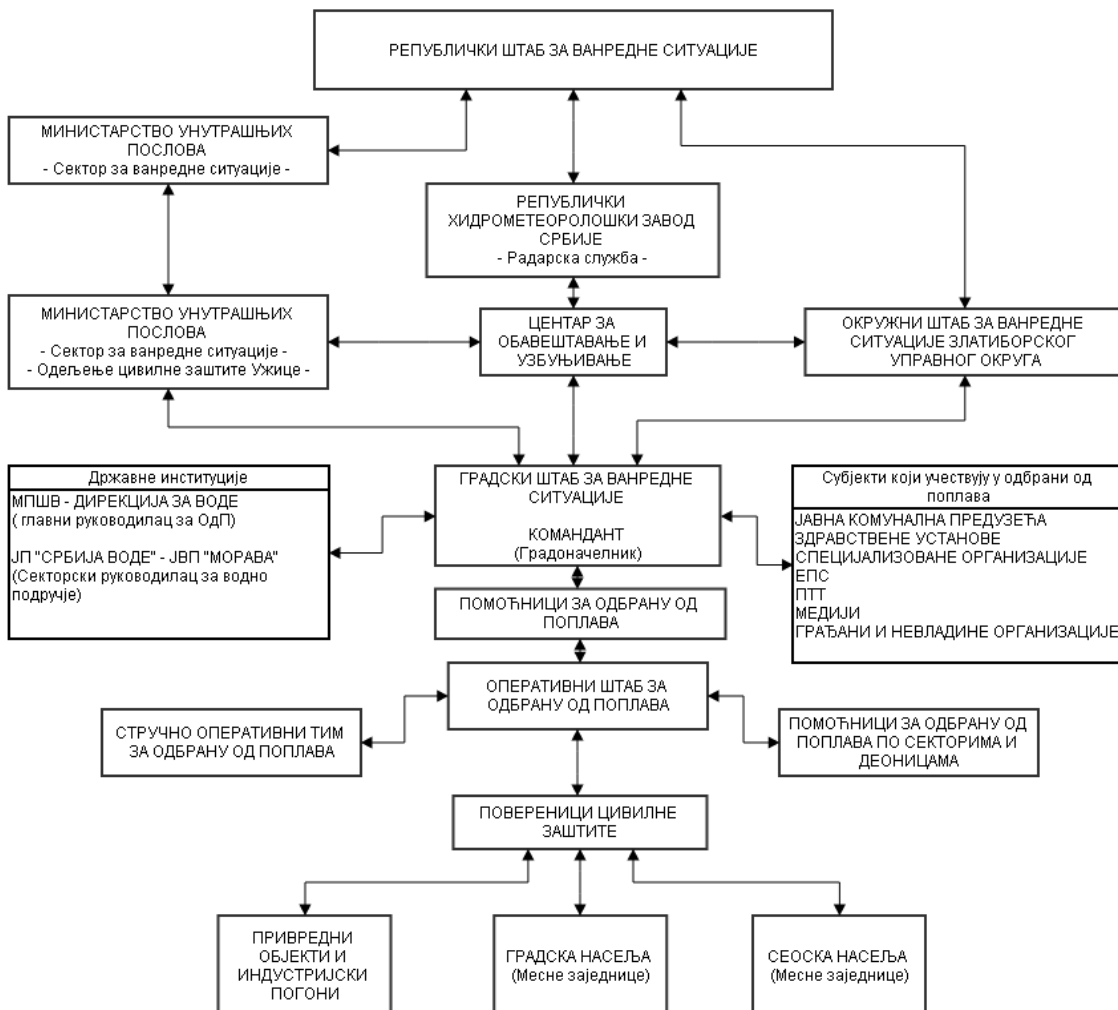 РЕПУБЛИЧКИ ШТАБ ЗА ВАНРЕДНЕ СИТУАЦИЈЕ
МИНИСТАРСТВО УНУТРАШЊИХ
ПОСЛОВА
- Сектор за ванредне ситуације -
РЕПУБЛИЧКИ
ХИДРОМЕТЕОРОЛОШКИ ЗАВОД
СРБИЈЕ
- Радарска служба -
МИНИСТАРСТВО УНУТРАШЊИХ
ПОСЛОВА
- Сектор за ванредне ситуације -
- Одељење цивилне заштите Ужице -
ЦЕНТАР ЗА
ОБАВЕШТАВАЊЕ И
УЗБУЊИВАЊЕ
ОКРУЖНИ ШТАБ ЗА ВАНРЕДНЕ
СИТУАЦИЈЕ ЗЛАТИБОРСКОГ
УПРАВНОГ ОКРУГА
Државне институције
МПШВ - ДИРЕКЦИЈА ЗА ВОДЕ
( главни руководилац за ОдП)
ЈП "СРБИЈА ВОДЕ" - ЈВП "МОРАВА"
(Секторски руководилац за водно
подручје)
ГРАДСКИ ШТАБ ЗА ВАНРЕДНЕ
СИТУАЦИЈЕ
КОМАНДАНТ
(Градоначелник)
Субјекти који учествују у одбрани од
поплава
ЈАВНА КОМУНАЛНА ПРЕДУЗЕЋА
ЗДРАВСТВЕНЕ УСТАНОВЕ
СПЕЦИЈАЛИЗОВАНЕ ОРГАНИЗАЦИЈЕ
ЕПС
ПТТ
МЕДИЈИ
ГРАЂАНИ И НЕВЛАДИНЕ ОРГАНИЗАЦИЈЕ
ПОМОЋНИЦИ ЗА ОДБРАНУ ОД
ПОПЛАВА
ОПЕРАТИВНИ ШТАБ ЗА
ОДБРАНУ ОД ПОПЛАВА
СТРУЧНО ОПЕРАТИВНИ ТИМ
ЗА ОДБРАНУ ОД ПОПЛАВА
ПОМОЋНИЦИ ЗА ОДБРАНУ ОД
ПОПЛАВА ПО СЕКТОРИМА И
ДЕОНИЦАМА
ПОВЕРЕНИЦИ ЦИВИЛНЕ
ЗАШТИТЕ
ПРИВРЕДНИ
ОБЈЕКТИ И
ИНДУСТРИЈСКИ
ПОГОНИ
ГРАДСКА НАСЕЉА
(Месне заједнице)
СЕОСКА НАСЕЉА
(Месне заједнице)